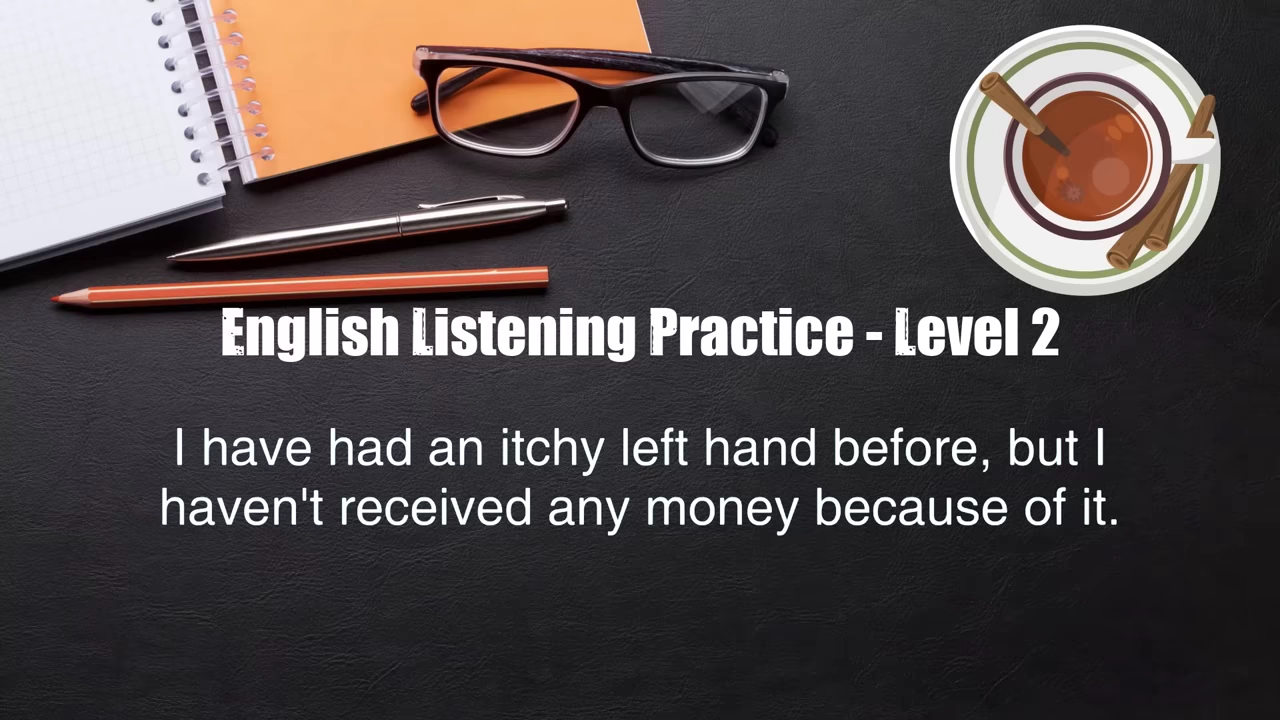 English Listening Practice - Level 2
I have had an itchy left hand before, but I
haven't received any money because of it.